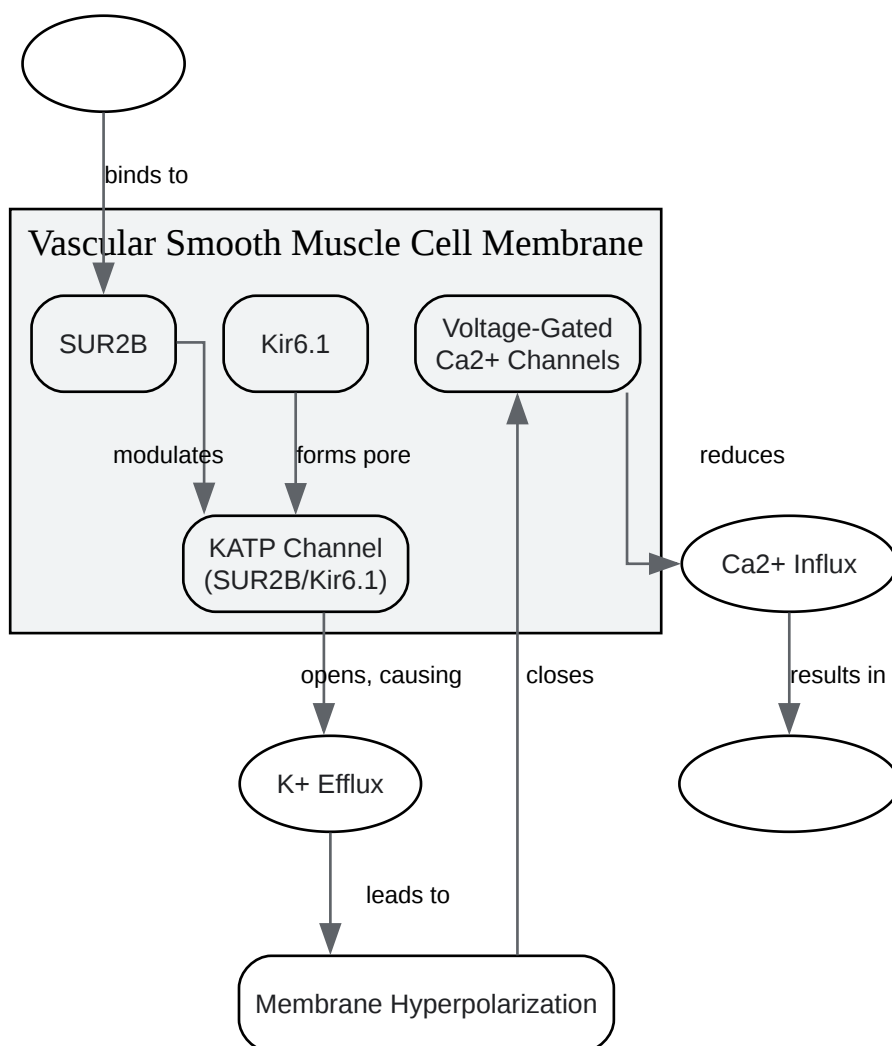 binds to
Vascular Smooth Muscle Cell Membrane
SUR2B
Kir6.1
Voltage-Gated
Ca2+ Channels
modulates
forms pore
reduces
KATP Channel
(SUR2B/Kir6.1)
Ca2+ Influx
opens, causing
closes
results in
K+ Efflux
leads to
Membrane Hyperpolarization